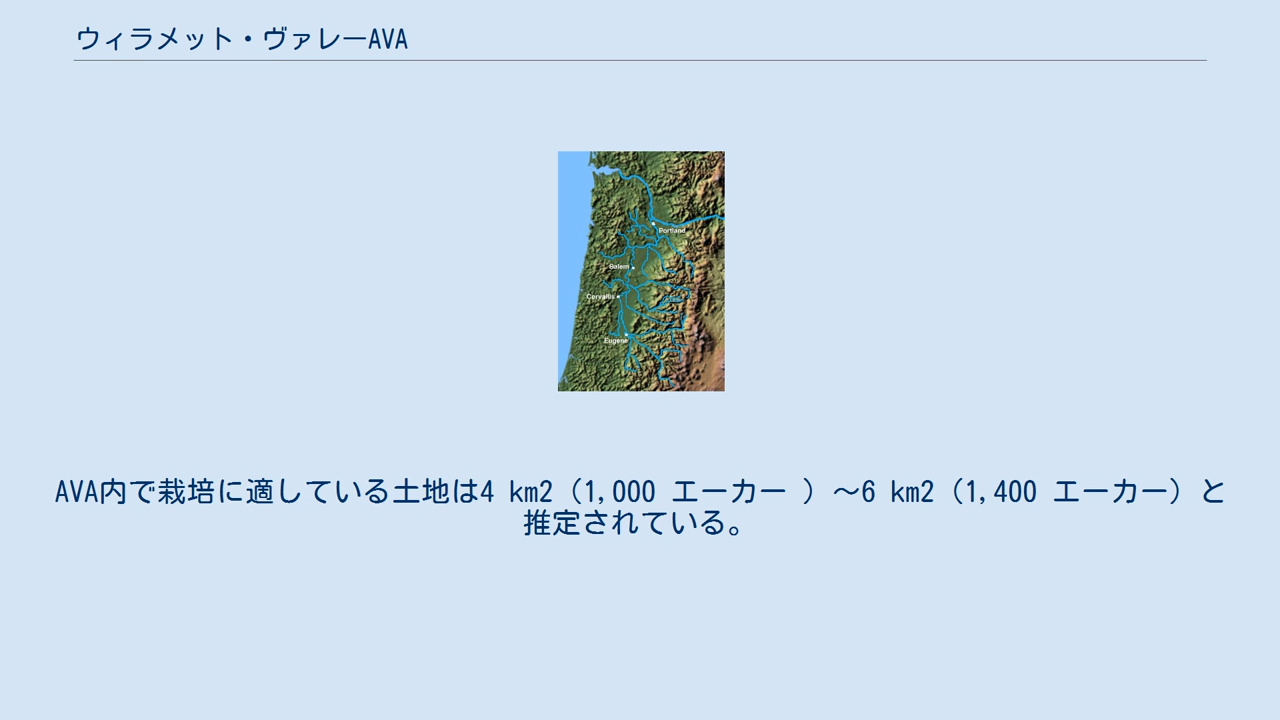 ウィラメット・ヴァレーAVA
Portland
Salem
Corvallis
Eugene
AVA内で栽培に適している土地は4 km2（1,000 エーカー ）～6 km2（1,400 エーカー）と
推定されている。